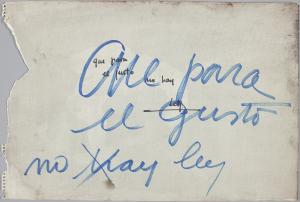 que para
el gusto no hay
ley
Que para
el gusto
no hay ley